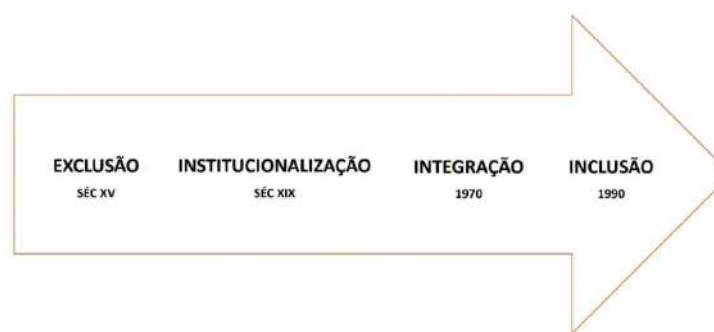 EXCLUSÃO INSTITUCIONALIZAÇÃO INTEGRAÇÃO INCLUSÃO
SÉC XV SÉC XIX 1970 1990